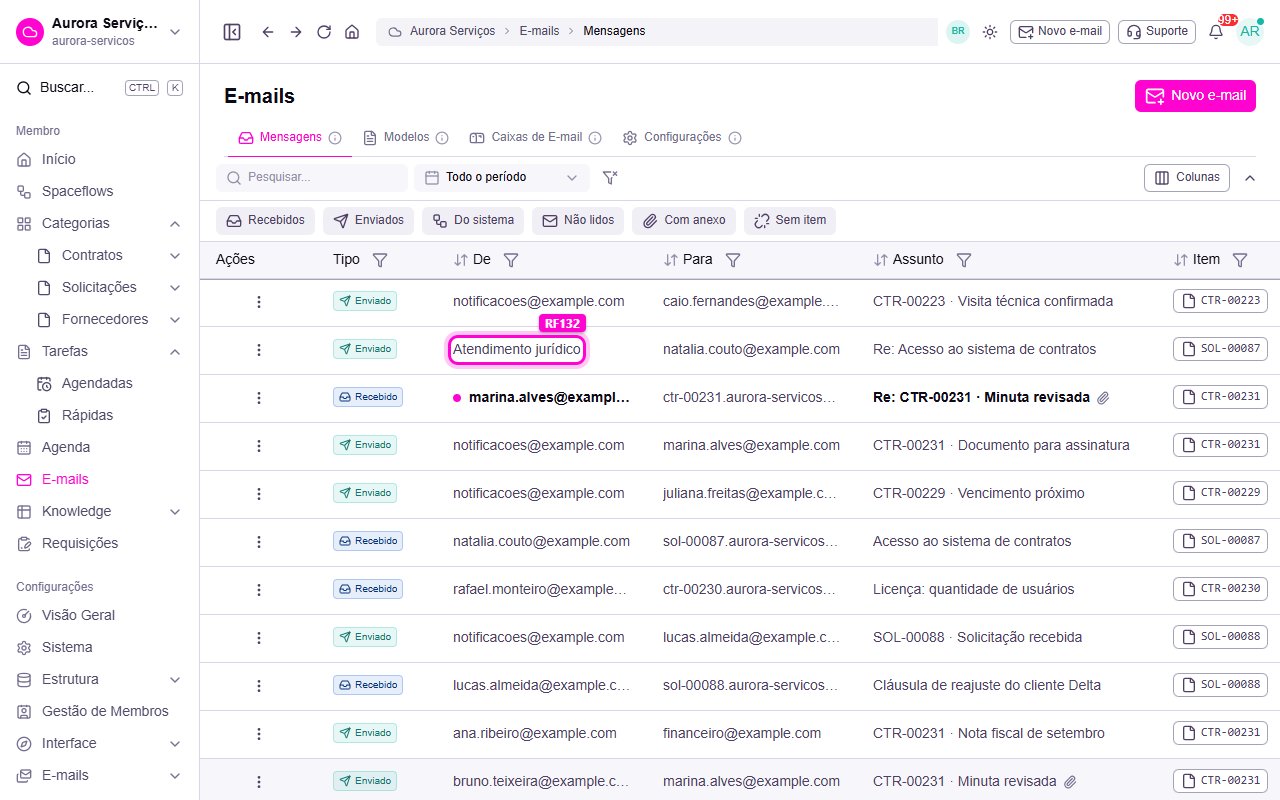 Aurora Serviç...
aurora-servicos
Aurora Serviços > E-mails > Mensagens
BR
Novo e-mail
Suporte
99+
AR
Buscar... CTRL K
Membro
Início
Spaceflows
Categorias
Contratos
Solicitações
Fornecedores
Tarefas
Agendadas
Rápidas
Agenda
E-mails
Knowledge
Requisições
Configurações
Visão Geral
Sistema
Estrutura
Gestão de Membros
Interface
E-mails
E-mails
Novo e-mail
Mensagens Modelos Caixas de E-mail Configurações
Pesquisar... Todo o período Colunas
Recebidos Enviados Do sistema Não lidos Com anexo Sem item
Ações Tipo De Para Assunto Item
Enviado notificacoes@example.com caio.fernandes@example.... CTR-00223 · Visita técnica confirmada CTR-00223
RF132
Enviado Atendimento jurídico natalia.couto@example.com Re: Acesso ao sistema de contratos SOL-00087
Recebido marina.alves@exampl... ctr-00231.aurora-servicos... Re: CTR-00231 · Minuta revisada CTR-00231
Enviado notificacoes@example.com marina.alves@example.com CTR-00231 · Documento para assinatura CTR-00231
Enviado notificacoes@example.com juliana.freitas@example.c... CTR-00229 · Vencimento próximo CTR-00229
Recebido natalia.couto@example.com sol-00087.aurora-servicos... Acesso ao sistema de contratos SOL-00087
Recebido rafael.monteiro@example... ctr-00230.aurora-servicos... Licença: quantidade de usuários CTR-00230
Enviado notificacoes@example.com lucas.almeida@example.c... SOL-00088 · Solicitação recebida SOL-00088
Recebido lucas.almeida@example.c... sol-00088.aurora-servicos... Cláusula de reajuste do cliente Delta SOL-00088
Enviado ana.ribeiro@example.com financeiro@example.com CTR-00231 · Nota fiscal de setembro CTR-00231
Enviado bruno.teixeira@example.c... marina.alves@example.com CTR-00231 · Minuta revisada CTR-00231